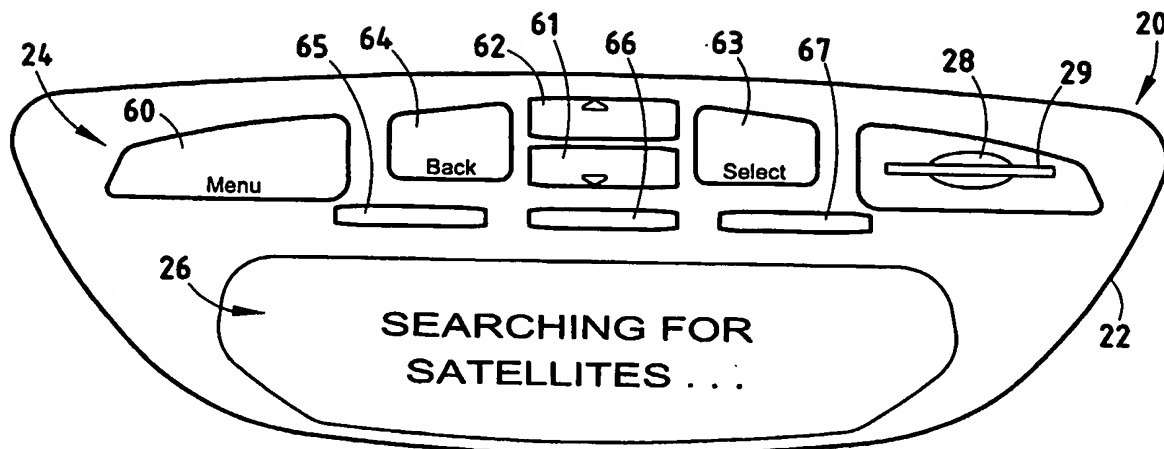 61
20
64
62
66
63
65
67
24
28
29
60
Back
Select
Menu
26
SEARCHING FOR
SATELLITES . . .
22